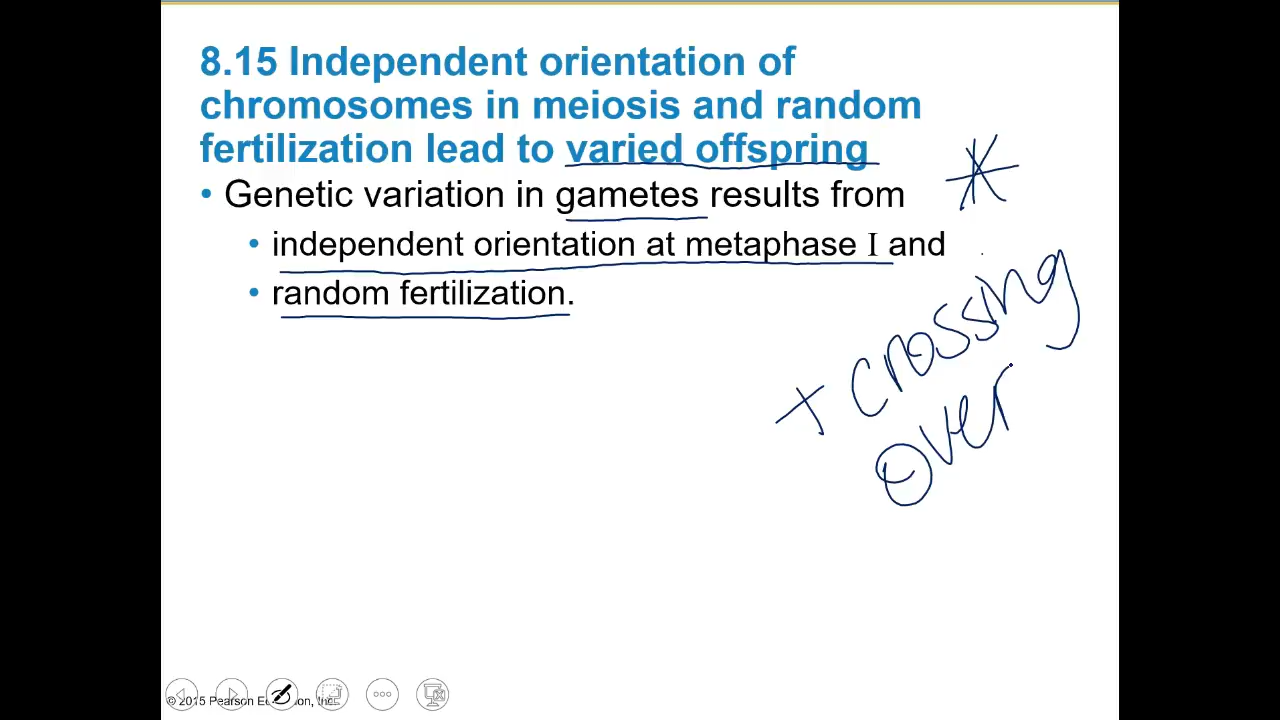 8.15 Independent orientation of
chromosomes in meiosis and random
fertilization lead to varied offspring
• Genetic variation in gametes results from
• independent orientation at metaphase I and
• random fertilization.
+ crossing
over
© 2015 Pearson Education, Inc.